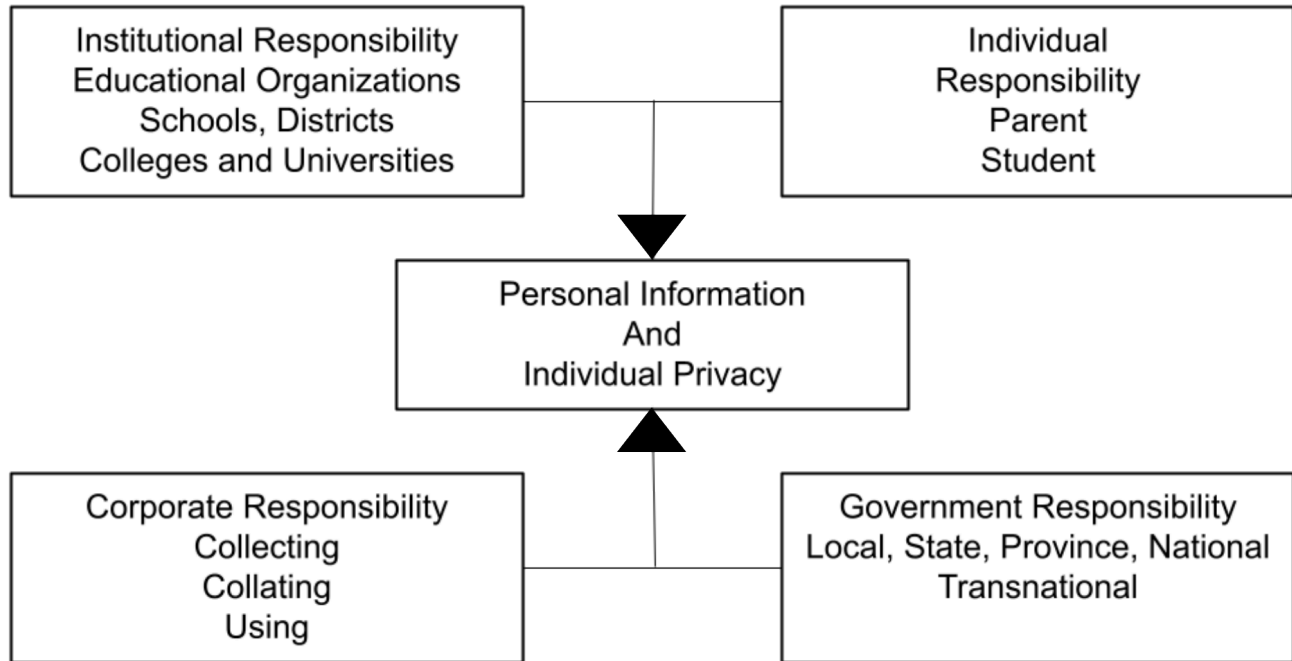 Institutional Responsibility
Educational Organizations
Schools, Districts
Colleges and Universities
Individual
Responsibility
Parent
Student
Personal Information
And
Individual Privacy
Corporate Responsibility
Collecting
Collating
Using
Government Responsibility
Local, State, Province, National
Transnational